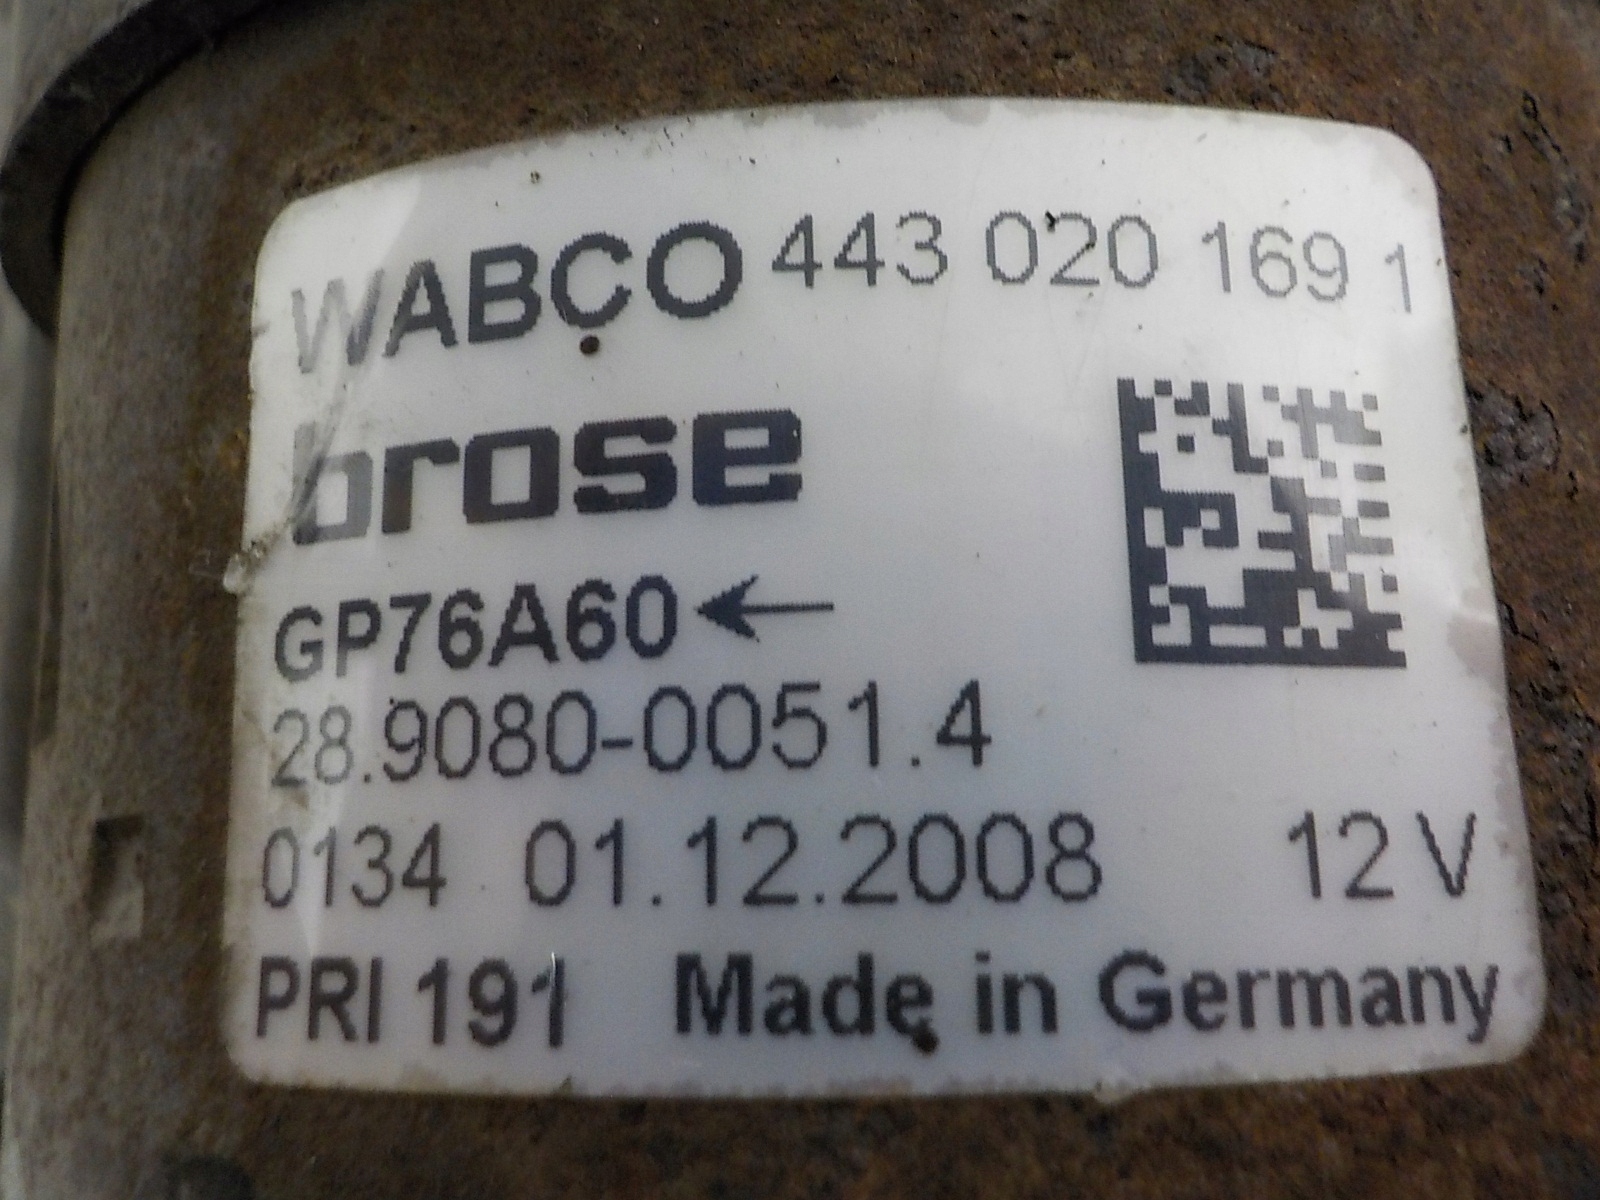 WABCO 443 020 169 1
brose
GP76A60 ←
28.9080-0051.4
0134 01.12.2008 12 V
PRI 191 Made in Germany